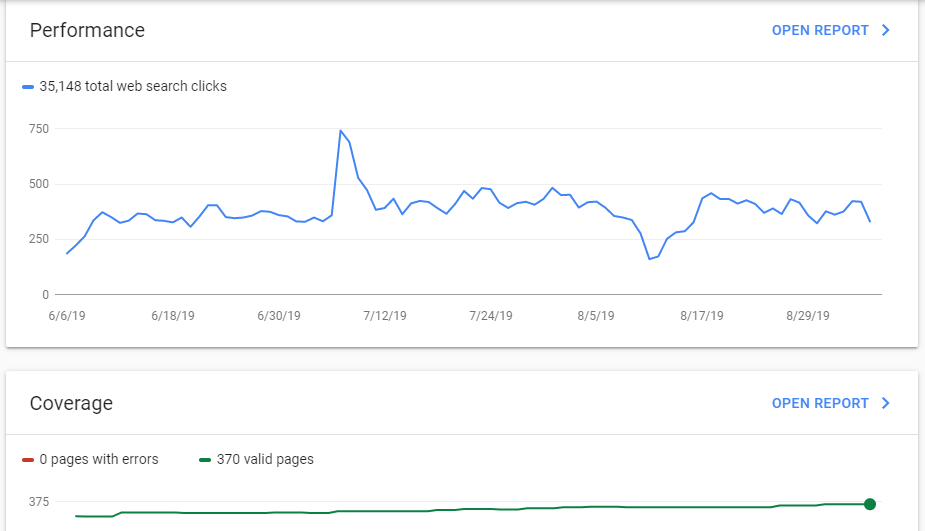 Performance
OPEN REPORT
35,148 total web search clicks
750
500
250
0
6/6/19 6/18/19 6/30/19 7/12/19 7/24/19 8/5/19 8/17/19 8/29/19
Coverage
OPEN REPORT
0 pages with errors 370 valid pages
375